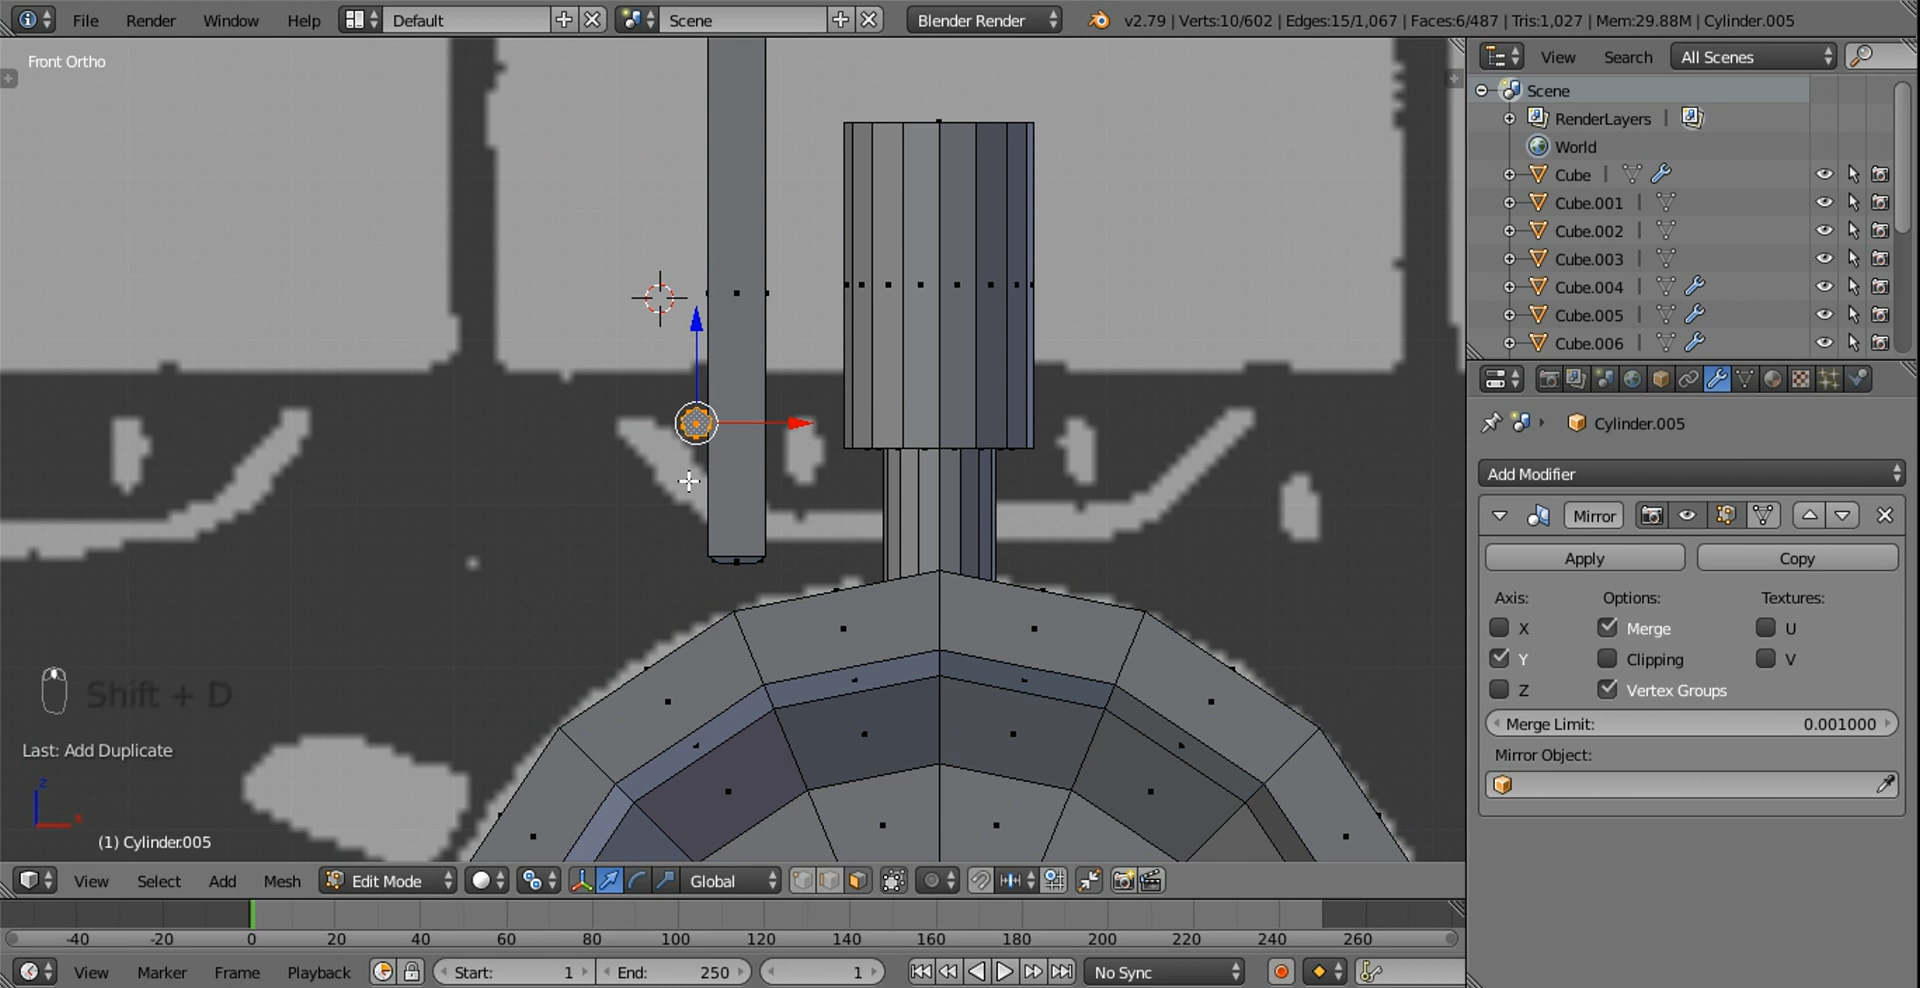 File Render Window Help Default Scene Blender Render v2.79 | Verts:10/602 | Edges:15/1,067 | Faces:6/487 | Tris:1,027 | Mem:29.88M | Cylinder.005
Front Ortho
View Search All Scenes
Scene
RenderLayers
World
Cube
Cube.001
Cube.002
Cube.003
Cube.004
Cube.005
Cube.006
Cylinder.005
Add Modifier
Mirror
Apply Copy
Axis: Options: Textures:
X Merge U
Y Clipping V
Z Vertex Groups
Merge Limit: 0.001000
Mirror Object:
Shift + D
Last: Add Duplicate
z
x
(1) Cylinder.005
View Select Add Mesh Edit Mode Global
-40 -20 0 20 40 60 80 100 120 140 160 180 200 220 240 260
View Marker Frame Playback Start: 1 End: 250 1 No Sync